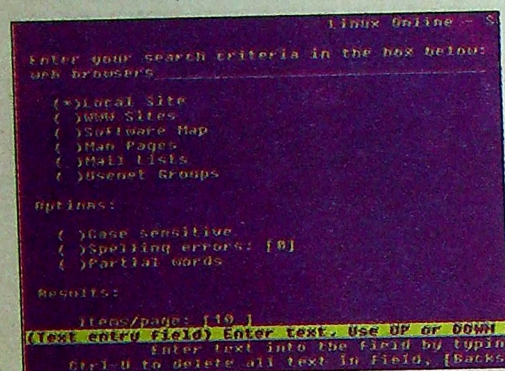 Linux Online - S
Enter your search criteria in the box below:
web browsers
(*)Local Site
( )WWW Sites
( )Software Map
( )Man Pages
( )Mail Lists
( )Usenet Groups
Options:
( )Case sensitive
( )Spelling errors: [0]
( )Partial words
Results:
items/page: [10 ]
(Text entry field) Enter text. Use UP or DOWN
Enter text into the field by typin
Ctrl-U to delete all text in field, [Backs